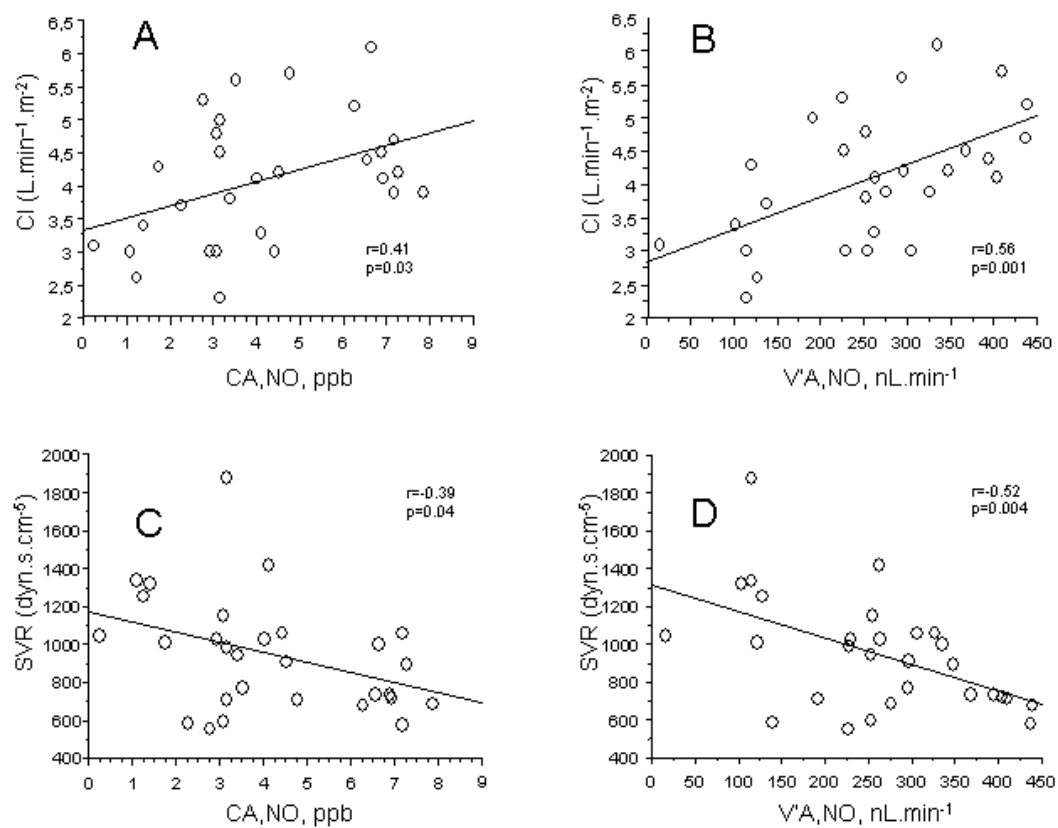 A
CI (L.min⁻¹.m⁻²)
6,5
6
5,5
5
4,5
4
3,5
3
2,5
2
r=0.41
p=0.03
0 1 2 3 4 5 6 7 8 9
CA,NO, ppb
B
CI (L.min⁻¹.m⁻²)
6,5
6
5,5
5
4,5
4
3,5
3
2,5
2
r=0.56
p=0.001
0 50 100 150 200 250 300 350 400 450
V'A,NO, nL.min⁻¹
C
SVR (dyn.s.cm⁻⁵)
2000
1800
1600
1400
1200
1000
800
600
400
r=-0.39
p=0.04
0 1 2 3 4 5 6 7 8 9
CA,NO, ppb
D
SVR (dyn.s.cm⁻⁵)
2000
1800
1600
1400
1200
1000
800
600
400
r=-0.52
p=0.004
0 50 100 150 200 250 300 350 400 450
V'A,NO, nL.min⁻¹